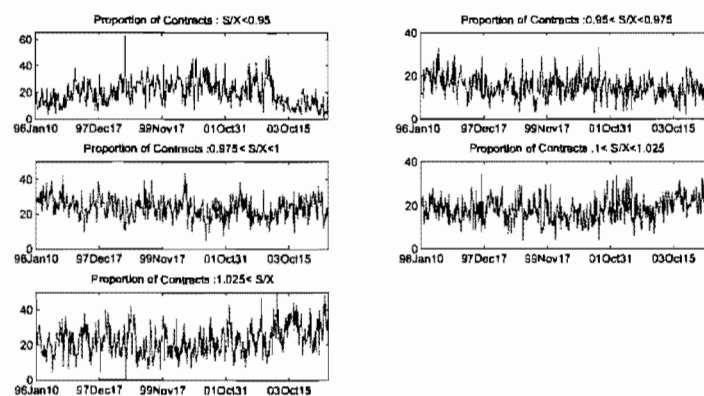 Proportion of Contracts : S/X<0.95
60
40
20
0
96Jan10 97Dec17 99Nov17 01Oct31 03Oct15
Proportion of Contracts :0.95< S/X<0.975
40
20
0
96Jan10 97Dec17 99Nov17 01Oct31 03Oct15
Proportion of Contracts :0.975< S/X<1
40
20
0
96Jan10 97Dec17 99Nov17 01Oct31 03Oct15
Proportion of Contracts :1< S/X<1.025
40
20
0
96Jan10 97Dec17 99Nov17 01Oct31 03Oct15
Proportion of Contracts :1.025< S/X
40
20
0
96Jan10 97Dec17 99Nov17 01Oct31 03Oct15